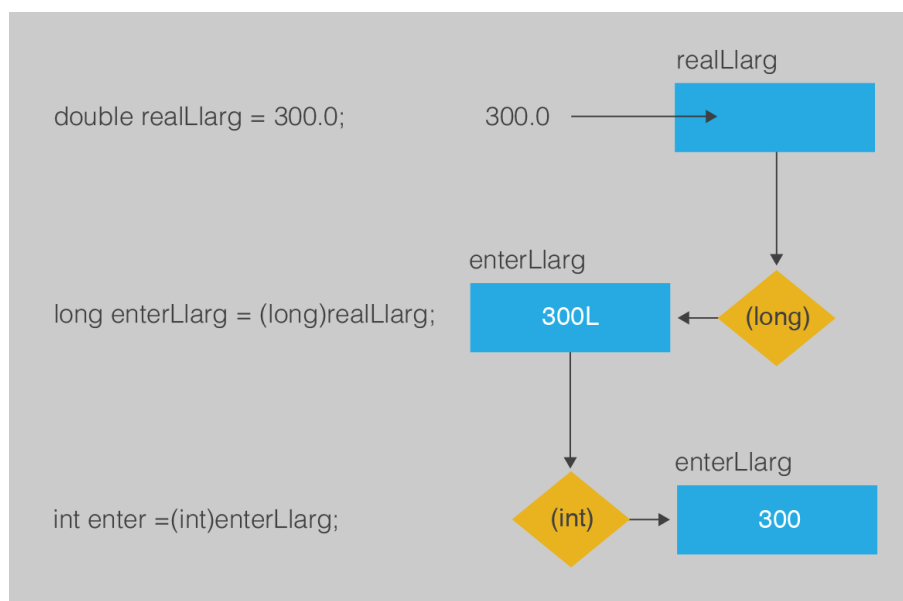 realLlarg
double realLlarg = 300.0;
300.0
enterLlarg
long enterLlarg = (long)realLlarg;
300L
(long)
enterLlarg
int enter =(int)enterLlarg;
(int)
300